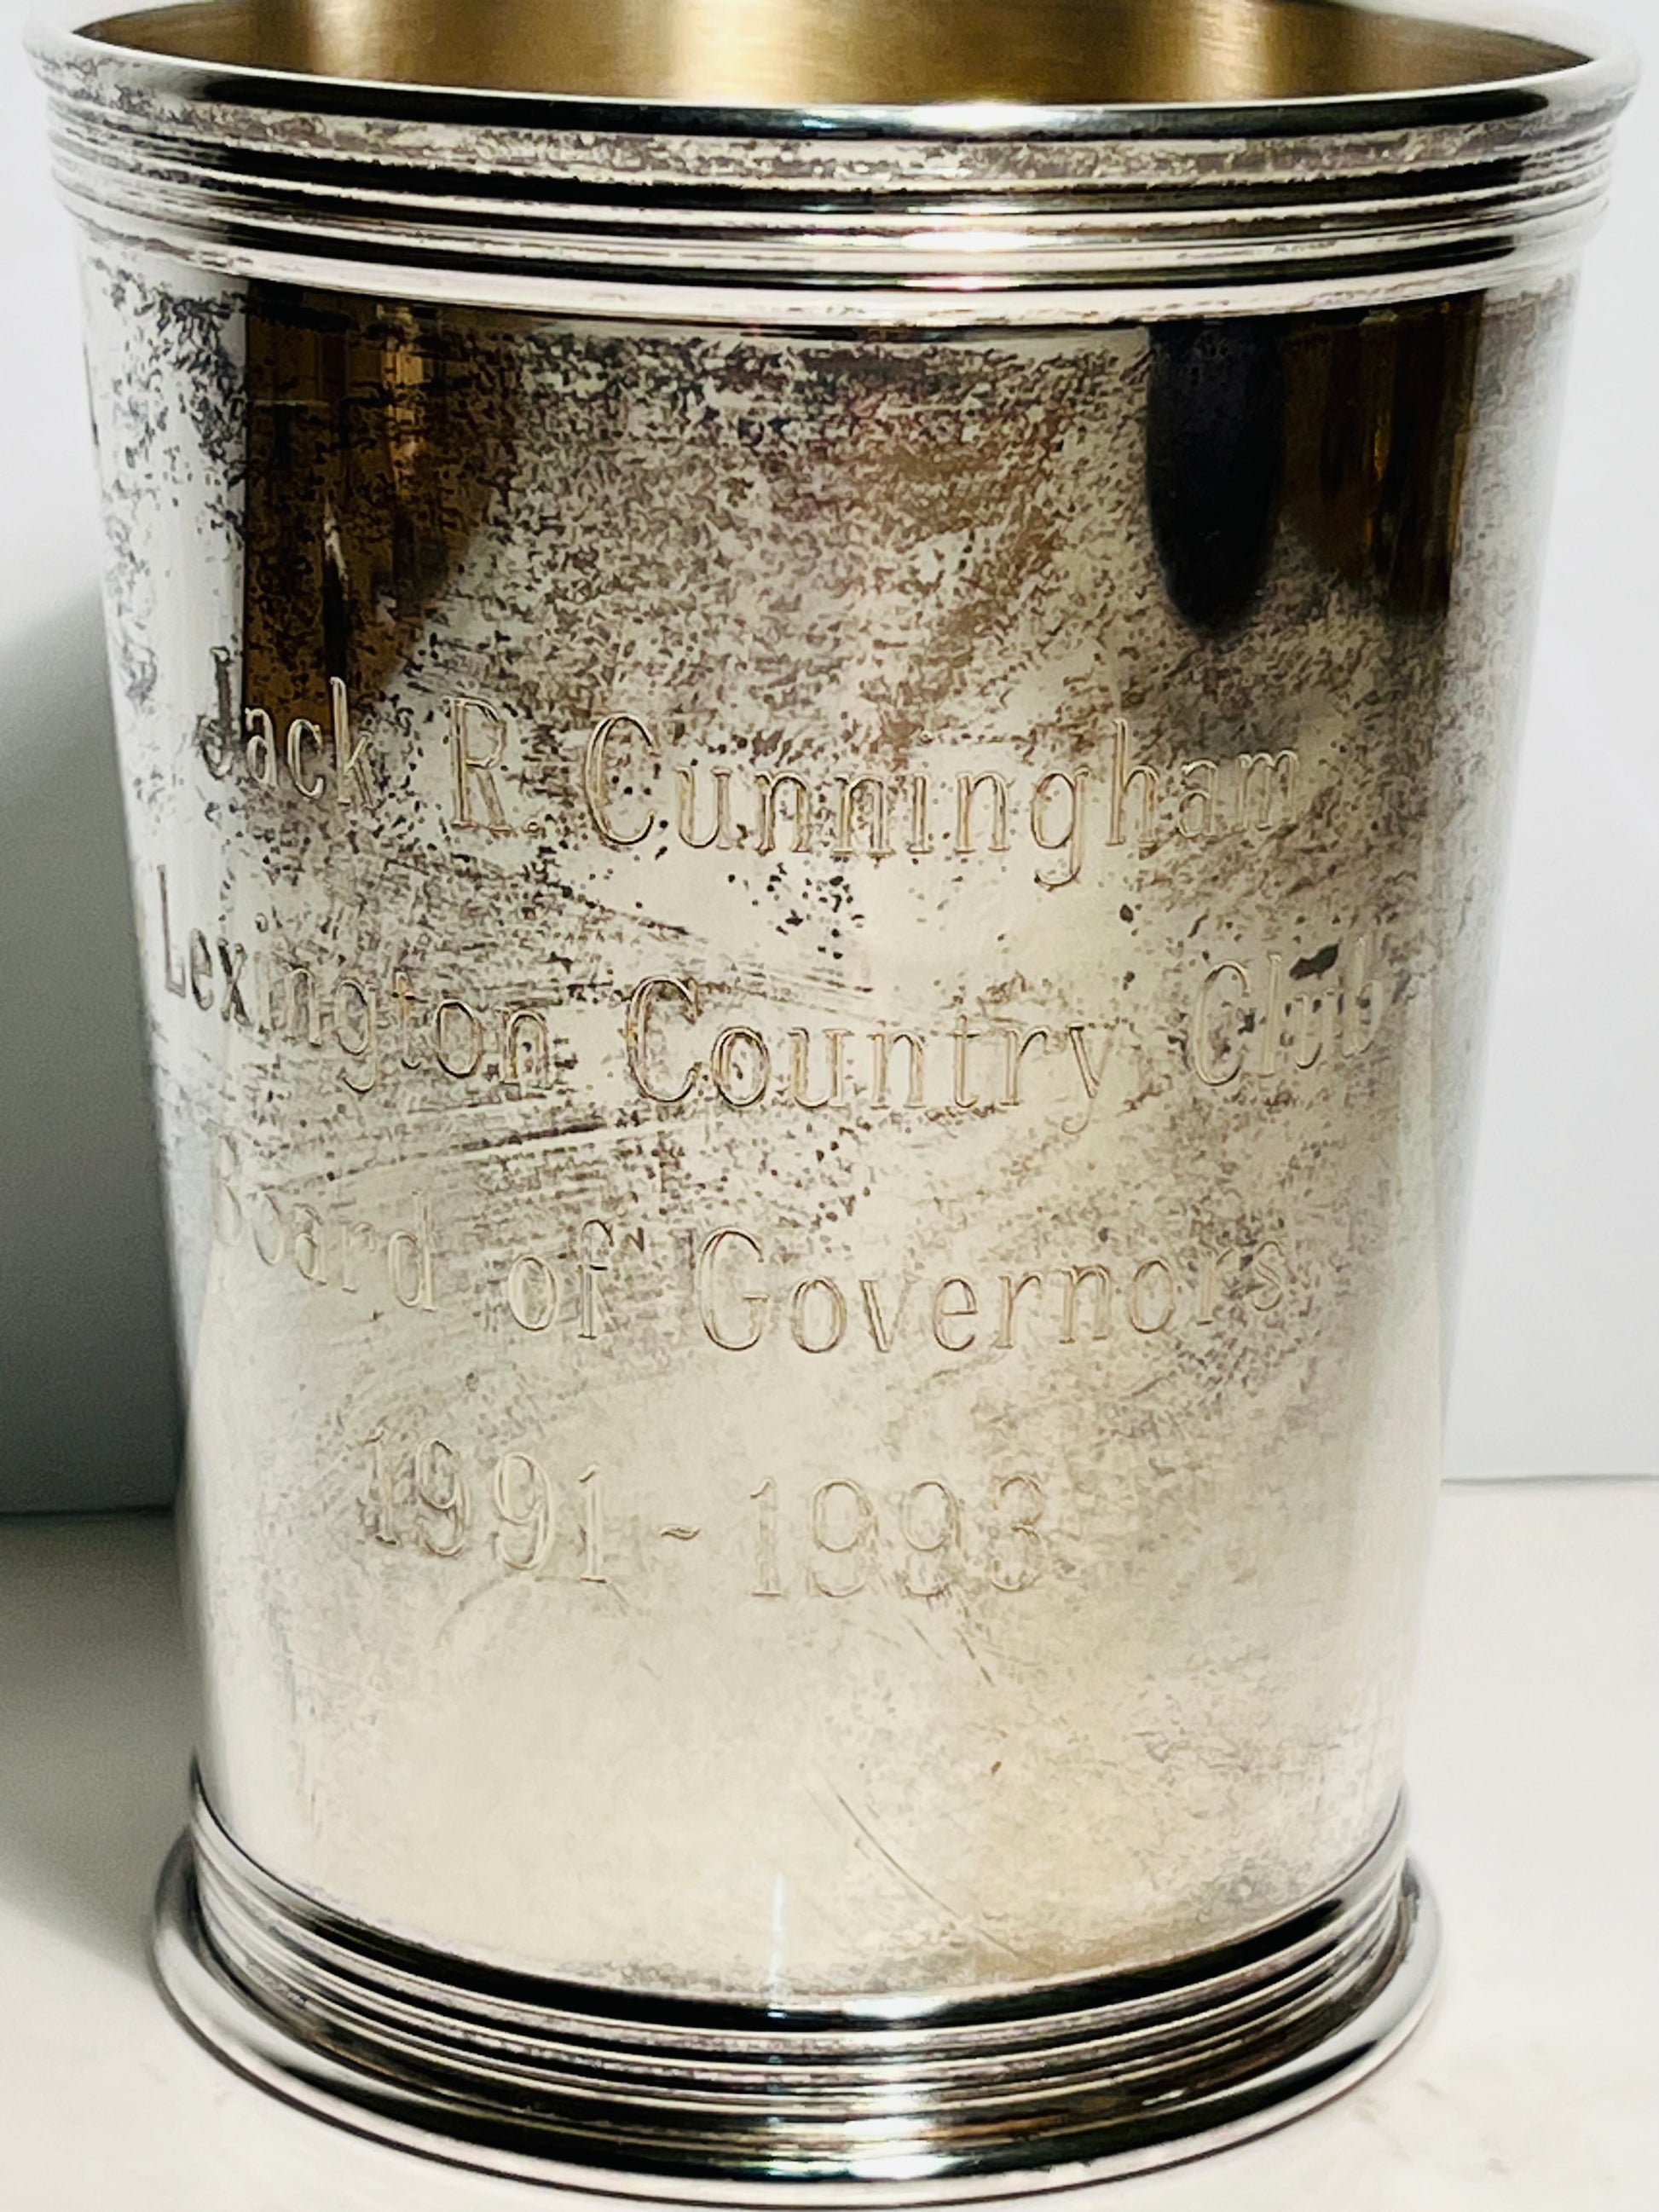 Jack R. Cunningham
Lexington Country Club
Board of Governors
1991 - 1993